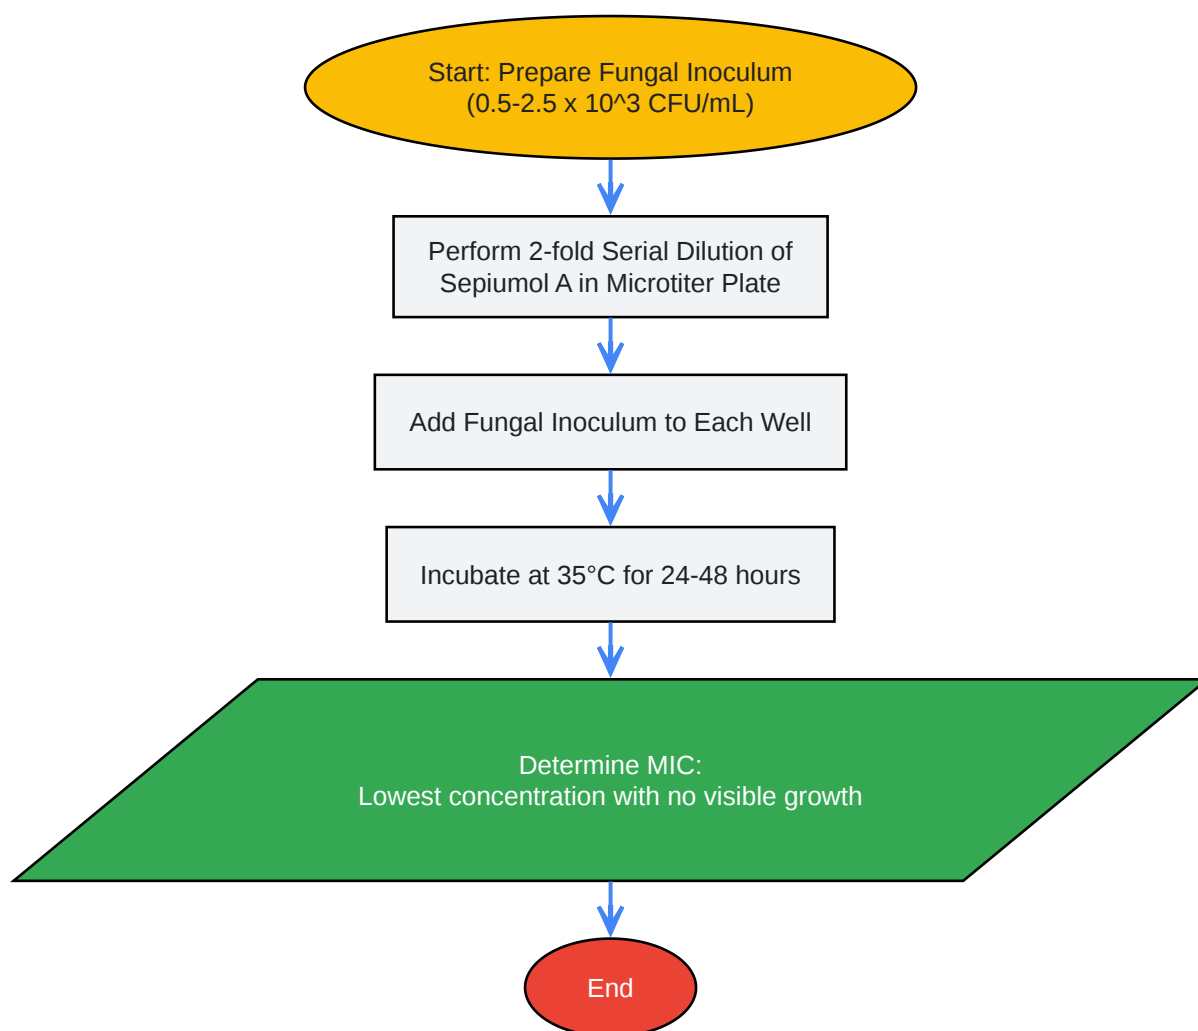 Start: Prepare Fungal Inoculum
(0.5-2.5 x 10^3 CFU/mL)
Perform 2-fold Serial Dilution of
Sepiumol A in Microtiter Plate
Add Fungal Inoculum to Each Well
Incubate at 35°C for 24-48 hours
Determine MIC:
Lowest concentration with no visible growth
End